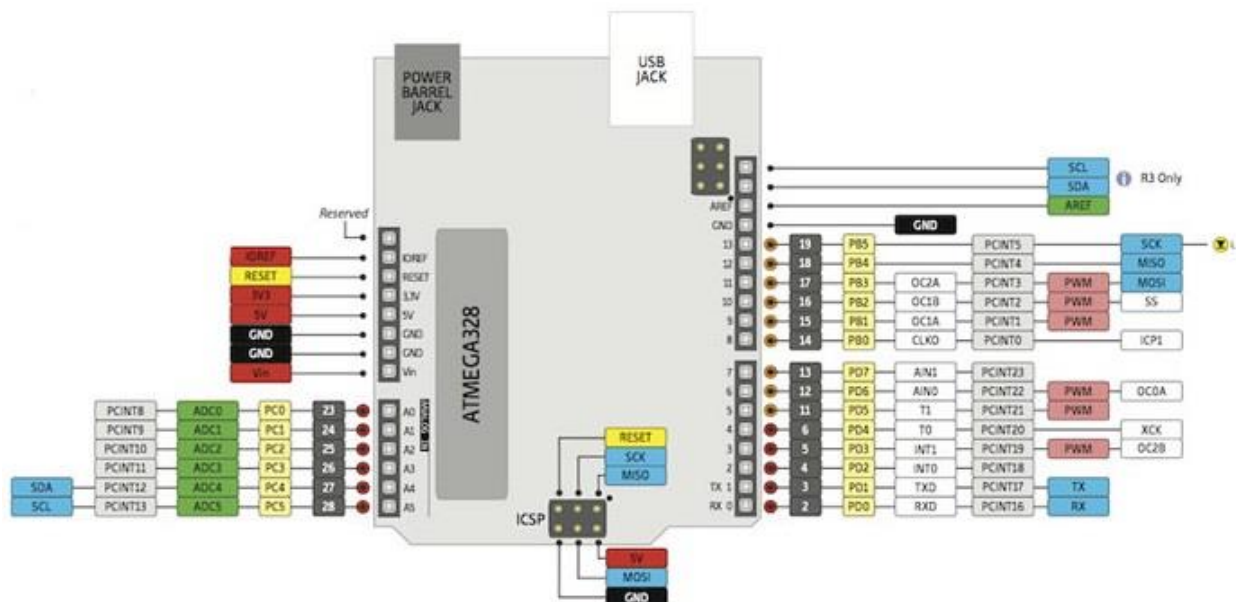 POWER BARREL JACK
USB JACK
SCL
SDA
R3 Only
AREF
AREF
GND
GND
13 19 PB5 PCINT5 SCK L
12 18 PB4 PCINT4 MISO
11 17 PB3 OC2A PCINT3 PWM MOSI
10 16 PB2 OC1B PCINT2 PWM SS
9 15 PB1 OC1A PCINT1 PWM
8 14 PB0 CLKO PCINT0 ICP1
7 13 PD7 AIN1 PCINT23
6 12 PD6 AIN0 PCINT22 PWM OC0A
5 11 PD5 T1 PCINT21 PWM
4 6 PD4 T0 PCINT20 XCK
3 5 PD3 INT1 PCINT19 PWM OC2B
2 4 PD2 INT0 PCINT18
TX 1 3 PD1 TXD PCINT17 TX
RX 0 2 PD0 RXD PCINT16 RX
Reserved
IOREF IOREF
RESET RESET
3V3 3.3V
5V 5V
GND GND
GND GND
Vin Vin
PCINT8 ADC0 PC0 23 A0
PCINT9 ADC1 PC1 24 A1
PCINT10 ADC2 PC2 25 A2
PCINT11 ADC3 PC3 26 A3
SDA PCINT12 ADC4 PC4 27 A4
SCL PCINT13 ADC5 PC5 28 A5
ATMEGA328
RESET
SCK
MISO
ICSP
5V
MOSI
GND